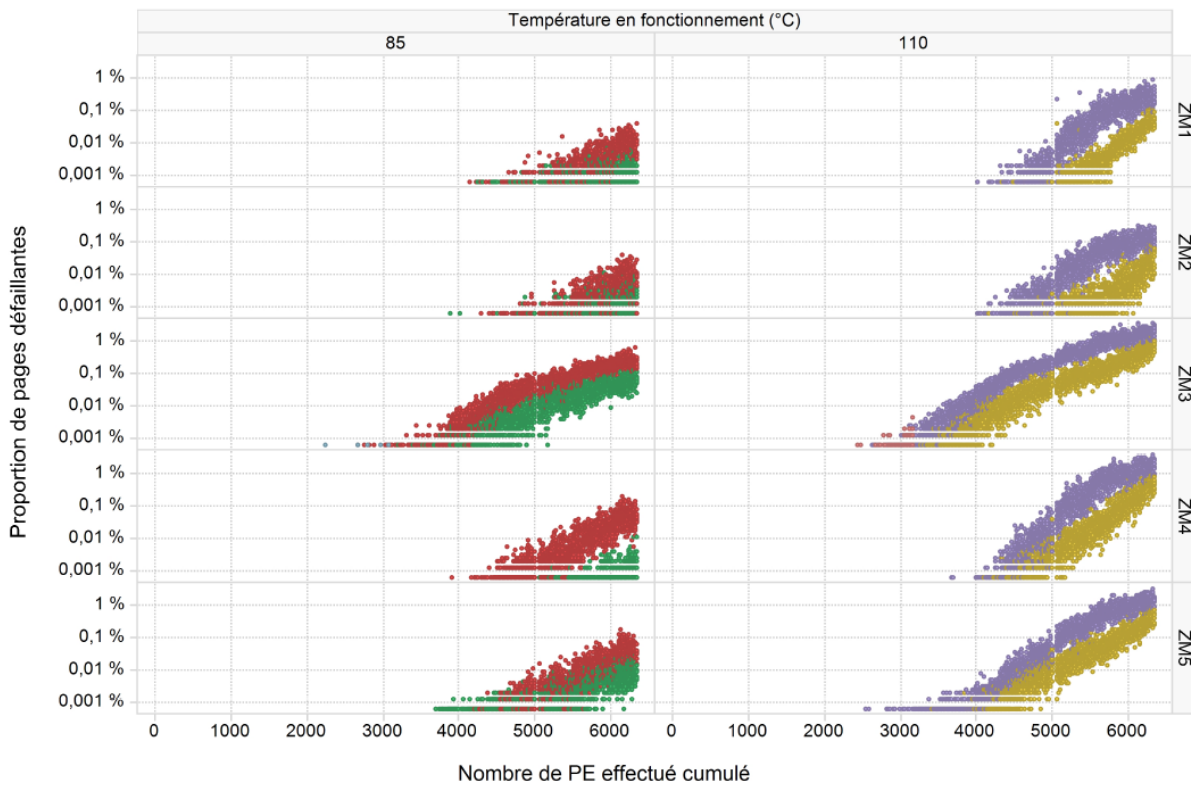 Température en fonctionnement (°C)
85 110
1 %
0,1 %
0,01 %
0,001 %
ZM1
1 %
0,1 %
0,01 %
0,001 %
ZM2
1 %
0,1 %
0,01 %
0,001 %
ZM3
1 %
0,1 %
0,01 %
0,001 %
ZM4
1 %
0,1 %
0,01 %
0,001 %
ZM5
Proportion de pages défaillantes
0 1000 2000 3000 4000 5000 6000 0 1000 2000 3000 4000 5000 6000
Nombre de PE effectué cumulé